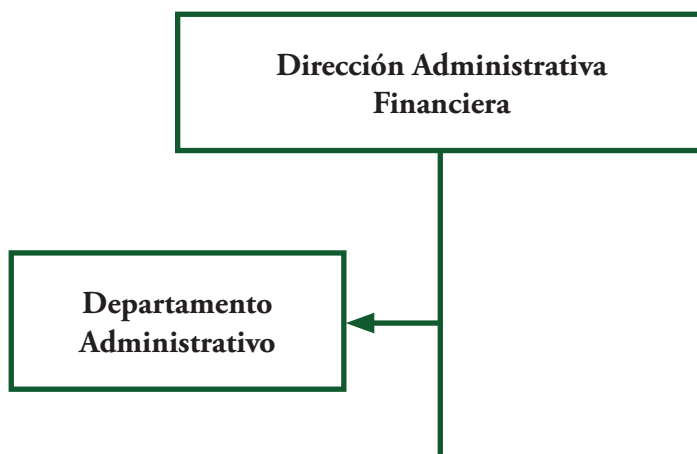 Dirección Administrativa
Financiera
Departamento
Administrativo